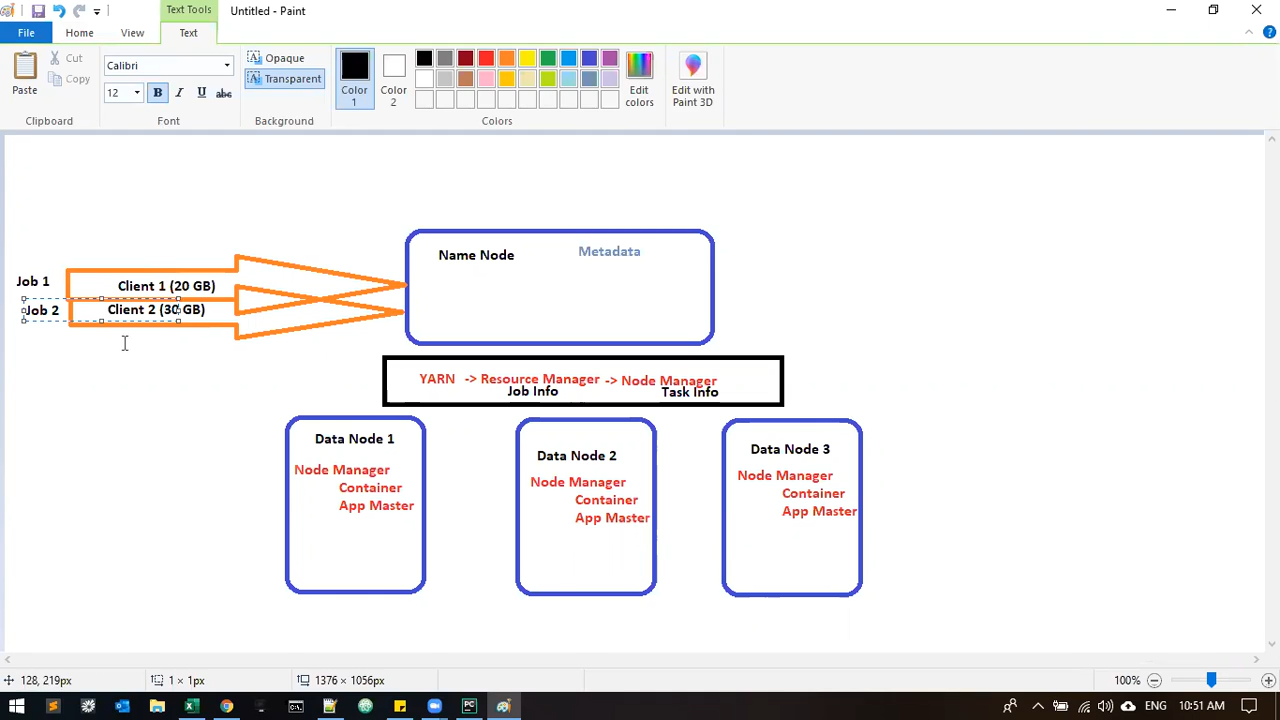 Text Tools
Untitled - Paint
File
Home
View
Text
Paste
Cut
Copy
Clipboard
Calibri
12
B
I
U
abc
Font
Opaque
Transparent
Background
Color 1
Color 2
Colors
Edit colors
Edit with Paint 3D
Name Node
Metadata
Job 1
Client 1 (20 GB)
Job 2
Client 2 (30 GB)
YARN -> Resource Manager -> Node Manager
Job Info
Task Info
Data Node 1
Node Manager
Container
App Master
Data Node 2
Node Manager
Container
App Master
Data Node 3
Node Manager
Container
App Master
128, 219px
1 × 1px
1376 × 1056px
100%
PC
ENG
10:51 AM